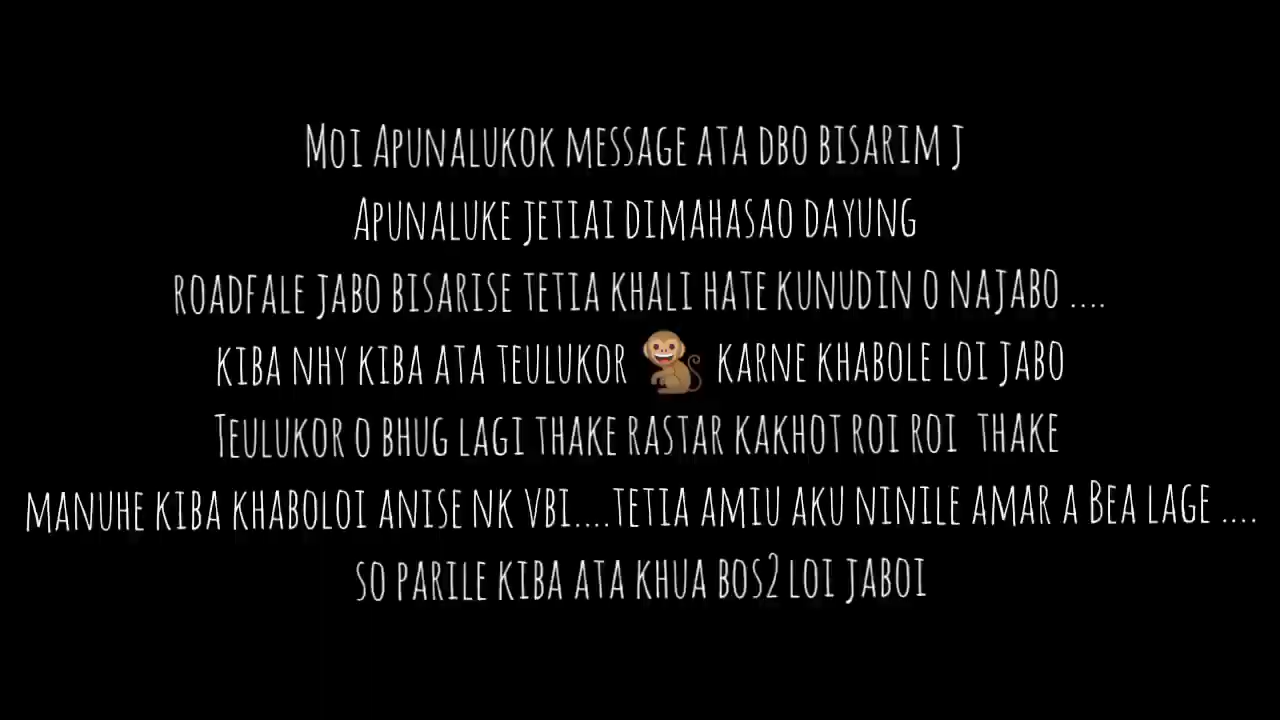 Moi Apunalukok message ata dbo bisarim j
Apunaluke jetiai dimahasao dayung
roadfale jabo bisarise tetia khali hate kunudin o najabo ....
kiba nhy kiba ata teulukor 🐒 karne khabole loi jabo
Teulukor o bhug lagi thake rastar kakhot roi roi thake
manuhe kiba khaboloi anise nk vbi....tetia amiu aku ninile amar a Bea lage ....
so parile kiba ata khua bos2 loi jaboi